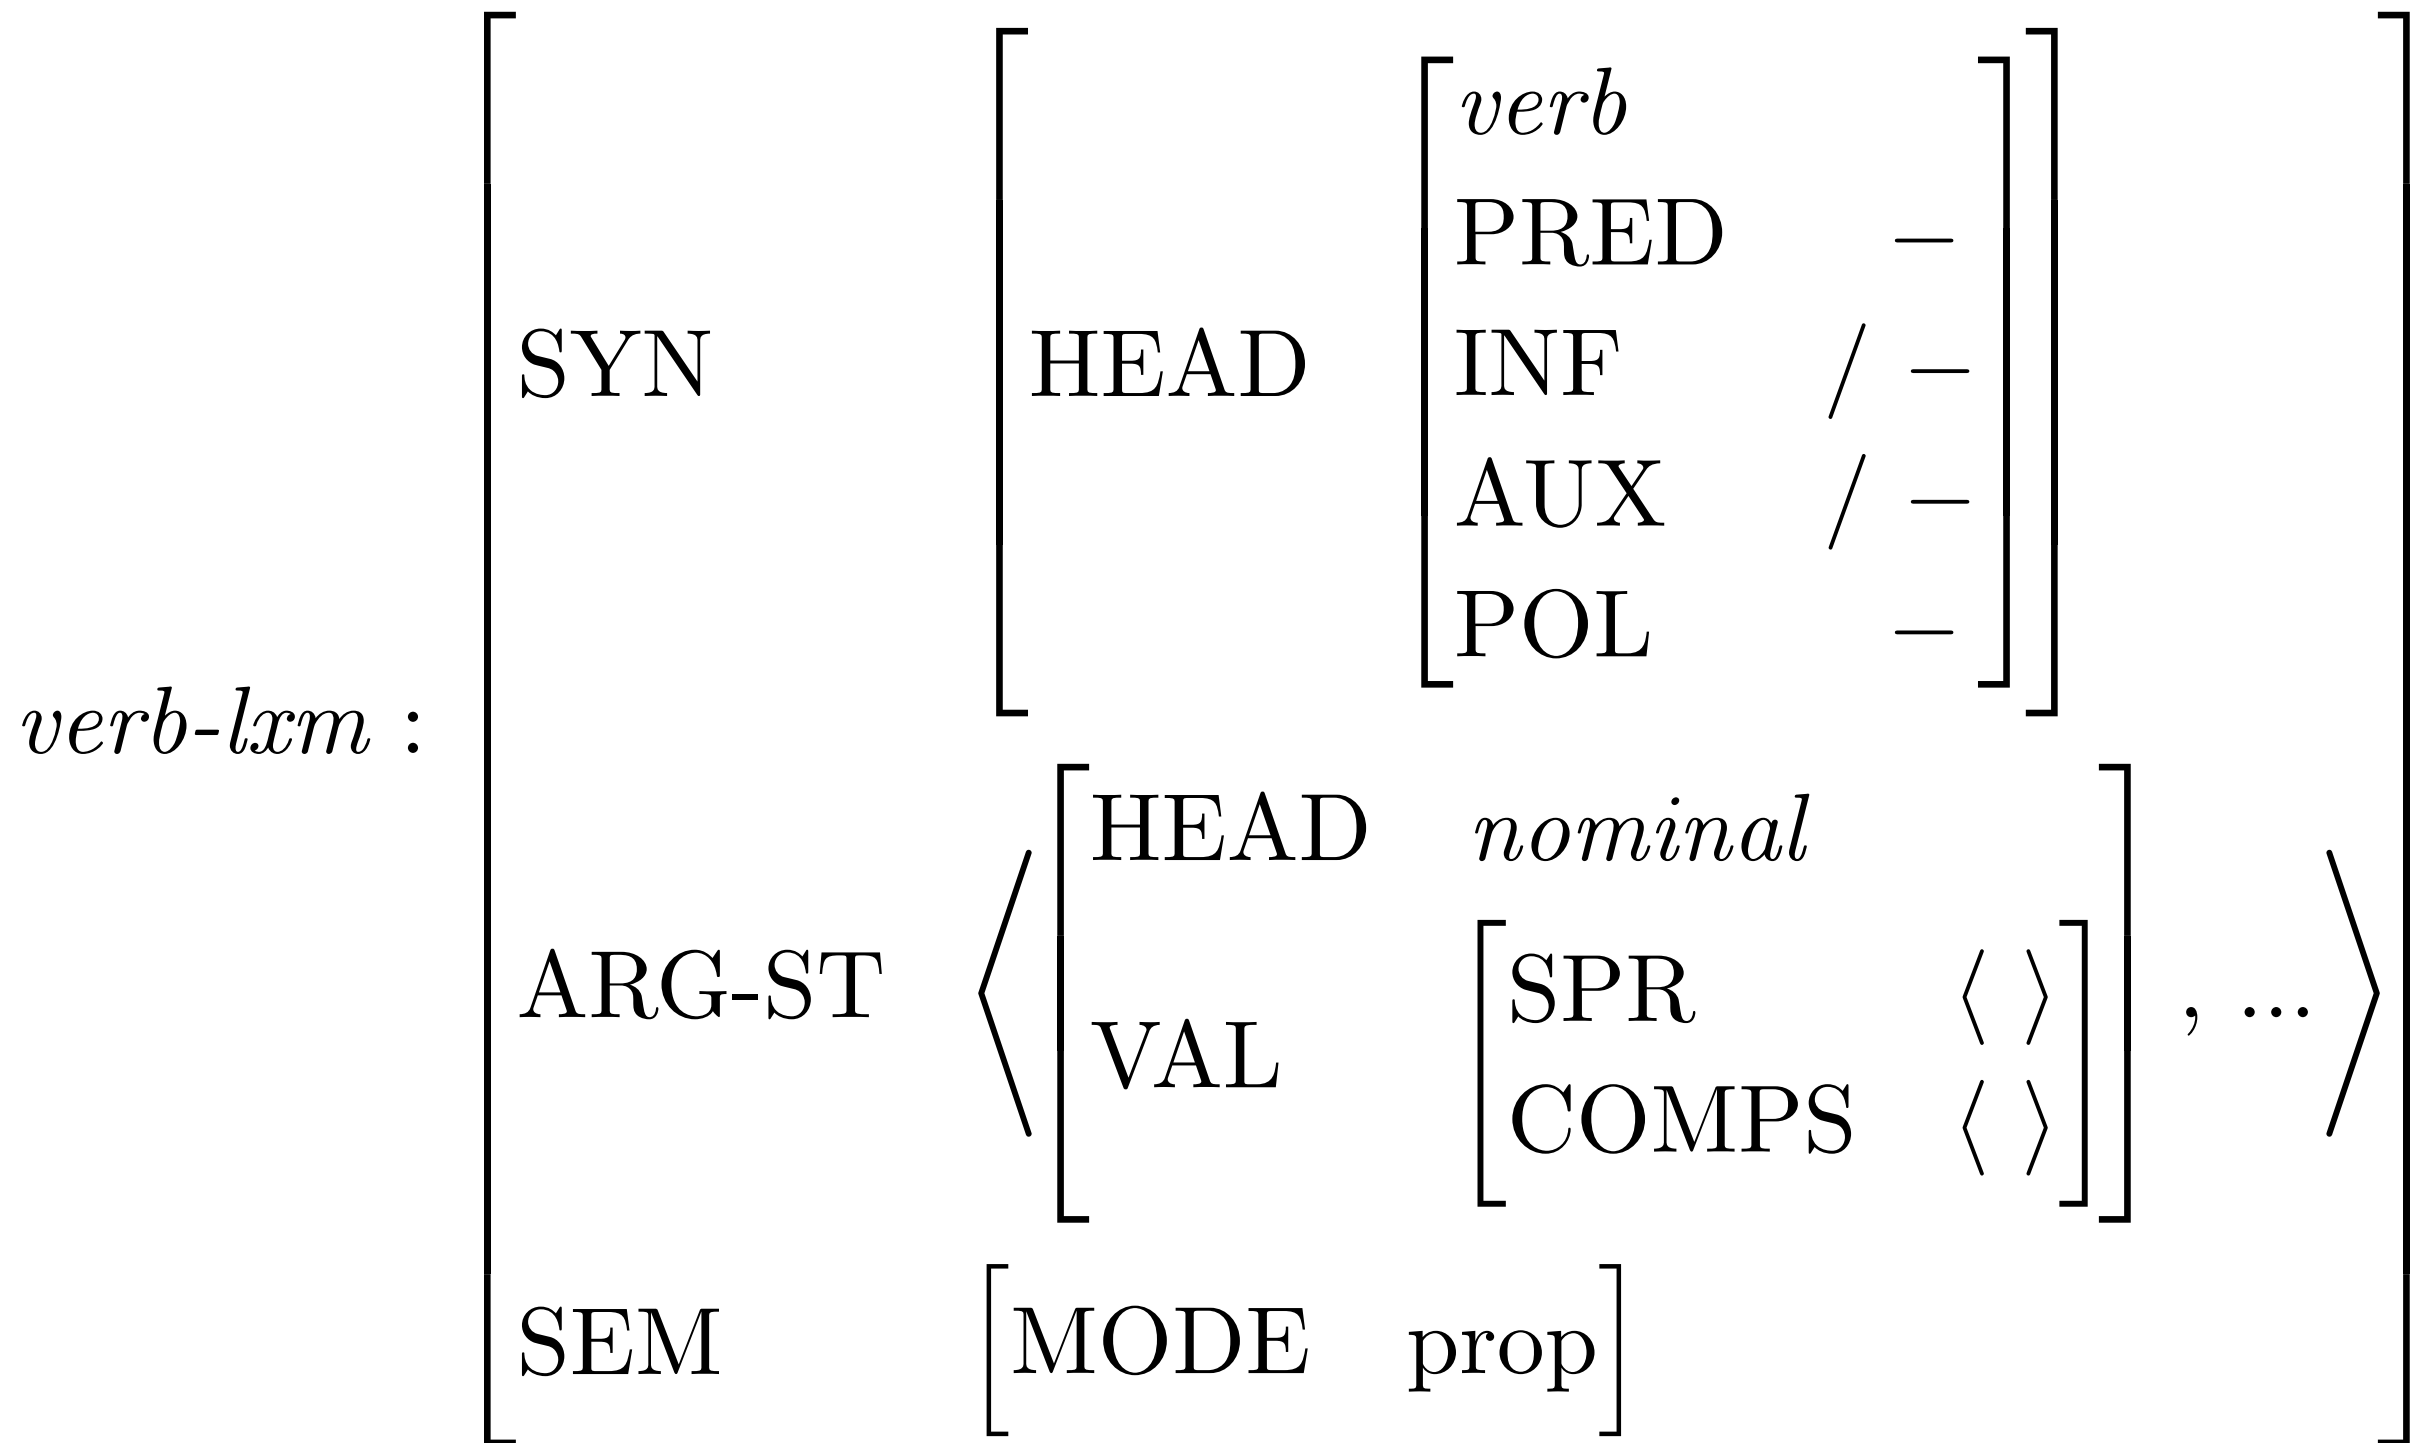 verb
PRED –
SYN HEAD INF / –
AUX / –
POL –
verb-lxm :
HEAD nominal
ARG-ST ⟨ SPR ⟨ ⟩ , ... ⟩
VAL
COMPS ⟨ ⟩
SEM [MODE prop]